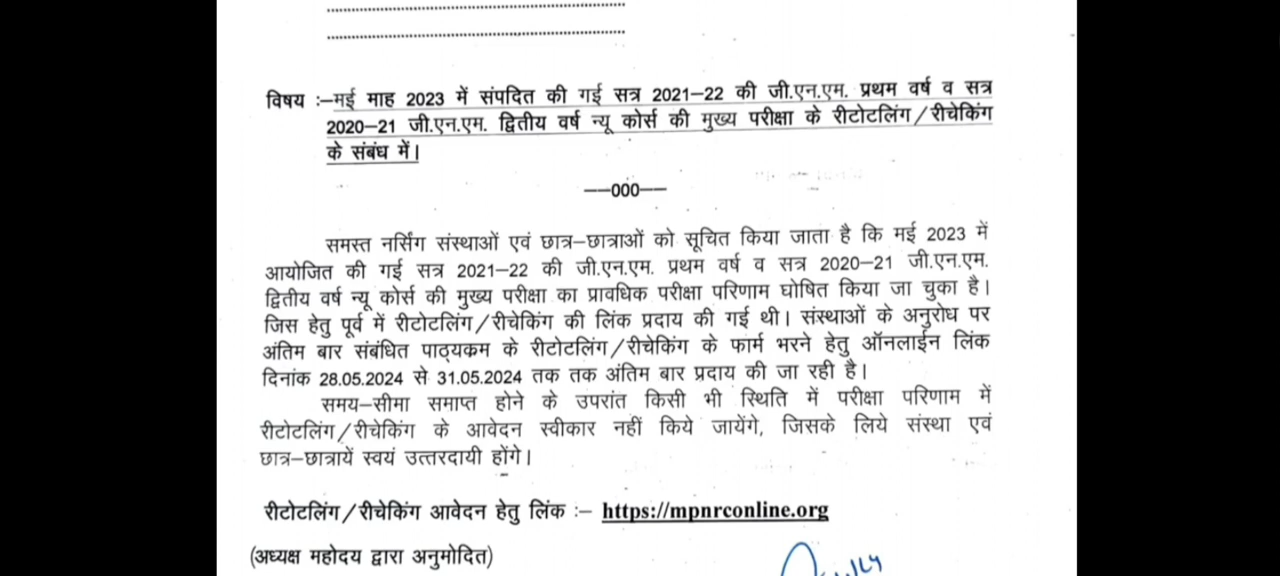 विषय :–मई माह 2023 में संपदित की गई सत्र 2021–22 की जी.एन.एम. प्रथम वर्ष व सत्र
2020–21 जी.एन.एम. द्वितीय वर्ष न्यू कोर्स की मुख्य परीक्षा के रीटोटलिंग/रीचेकिंग
के संबंध में।
––000––
समस्त नर्सिंग संस्थाओं एवं छात्र–छात्राओं को सूचित किया जाता है कि मई 2023 में
आयोजित की गई सत्र 2021–22 की जी.एन.एम. प्रथम वर्ष व सत्र 2020–21 जी.एन.एम.
द्वितीय वर्ष न्यू कोर्स की मुख्य परीक्षा का प्रावधिक परीक्षा परिणाम घोषित किया जा चुका है।
जिस हेतु पूर्व में रीटोटलिंग/रीचेकिंग की लिंक प्रदाय की गई थी। संस्थाओं के अनुरोध पर
अंतिम बार संबंधित पाठ्यकम के रीटोटलिंग/रीचेकिंग के फार्म भरने हेतु ऑनलाईन लिंक
दिनांक 28.05.2024 से 31.05.2024 तक तक अंतिम बार प्रदाय की जा रही है।
समय–सीमा समाप्त होने के उपरांत किसी भी स्थिति में परीक्षा परिणाम में
रीटोटलिंग/रीचेकिंग के आवेदन स्वीकार नहीं किये जायेंगे, जिसके लिये संस्था एवं
छात्र–छात्रायें स्वयं उत्तरदायी होंगे।
रीटोटलिंग/रीचेकिंग आवेदन हेतु लिंक :– https://mpnrconline.org
(अध्यक्ष महोदय द्वारा अनुमोदित)